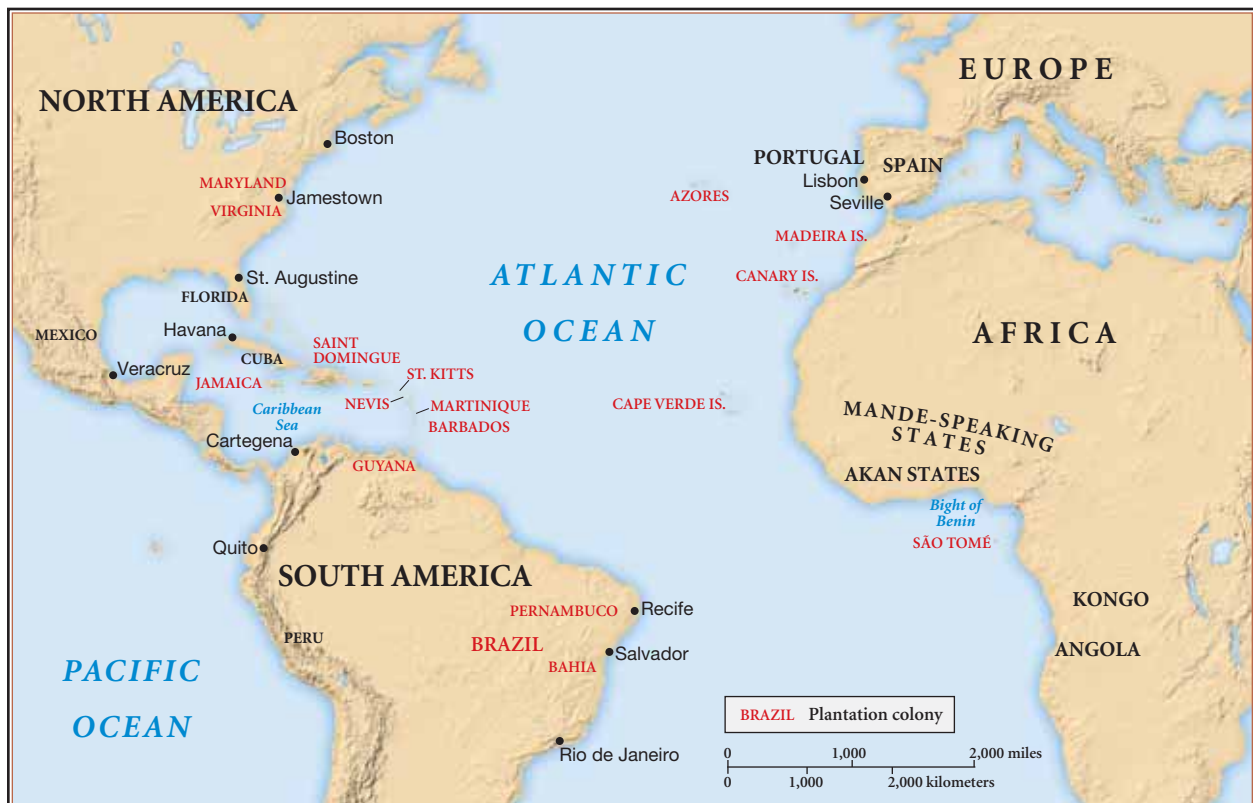 EUROPE
NORTH AMERICA
Boston
PORTUGAL
SPAIN
Lisbon
Seville
MARYLAND
Jamestown
VIRGINIA
AZORES
MADEIRA IS.
ATLANTIC
OCEAN
CANARY IS.
St. Augustine
FLORIDA
AFRICA
MEXICO
Havana
CUBA
SAINT
DOMINGUE
Veracruz
JAMAICA
ST. KITTS
NEVIS
MARTINIQUE
BARBADOS
CAPE VERDE IS.
Caribbean
Sea
Cartegena
GUYANA
MANDE-SPEAKING
STATES
AKAN STATES
Bight of
Benin
SÃO TOMÉ
Quito
SOUTH AMERICA
KONGO
PERNAMBUCO
Recife
PERU
BRAZIL
ANGOLA
BAHIA
Salvador
PACIFIC
OCEAN
Rio de Janeiro
BRAZIL Plantation colony
0 1,000 2,000 miles
0 1,000 2,000 kilometers